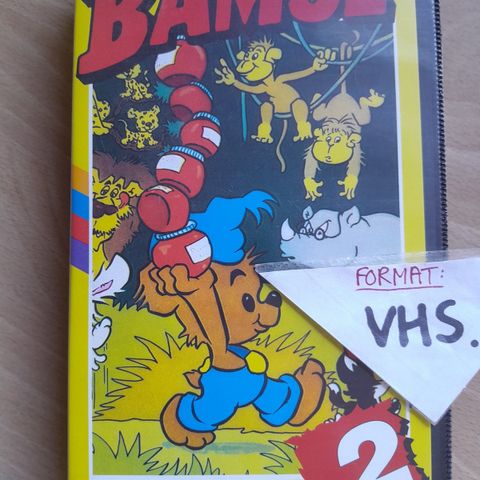 BAMSE
FORMAT:
VHS.
2